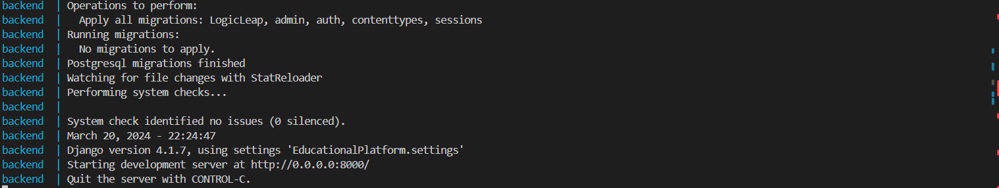 backend | Operations to perform:
backend |   Apply all migrations: LogicLeap, admin, auth, contenttypes, sessions
backend | Running migrations:
backend |   No migrations to apply.
backend | Postgresql migrations finished
backend | Watching for file changes with StatReloader
backend | Performing system checks...
backend |
backend | System check identified no issues (0 silenced).
backend | March 20, 2024 - 22:24:47
backend | Django version 4.1.7, using settings 'EducationalPlatform.settings'
backend | Starting development server at http://0.0.0.0:8000/
backend | Quit the server with CONTROL-C.